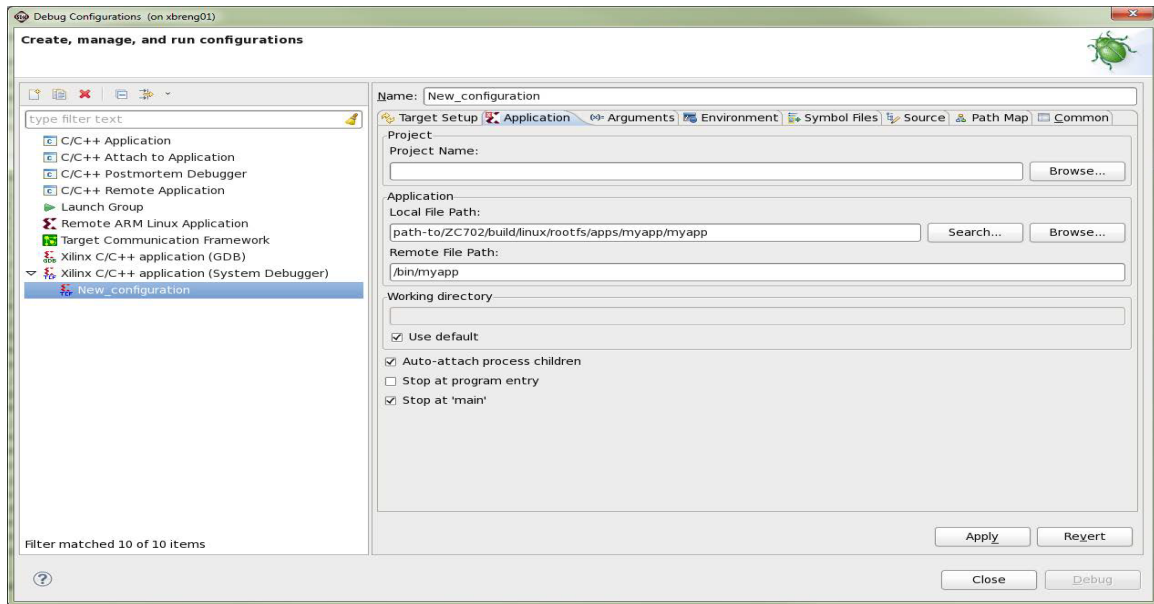 Debug Configurations (on xbreng01)
Create, manage, and run configurations
type filter text
C/C++ Application
C/C++ Attach to Application
C/C++ Postmortem Debugger
C/C++ Remote Application
Launch Group
Remote ARM Linux Application
Target Communication Framework
Xilinx C/C++ application (GDB)
Xilinx C/C++ application (System Debugger)
New_configuration
Filter matched 10 of 10 items
Name: New_configuration
Target Setup Application Arguments Environment Symbol Files Source Path Map Common
Project
Project Name:
Browse...
Application
Local File Path:
path-to/ZC702/build/linux/rootfs/apps/myapp/myapp Search... Browse...
Remote File Path:
/bin/myapp
Working directory
Use default
Auto-attach process children
Stop at program entry
Stop at 'main'
Apply Revert
? Close Debug